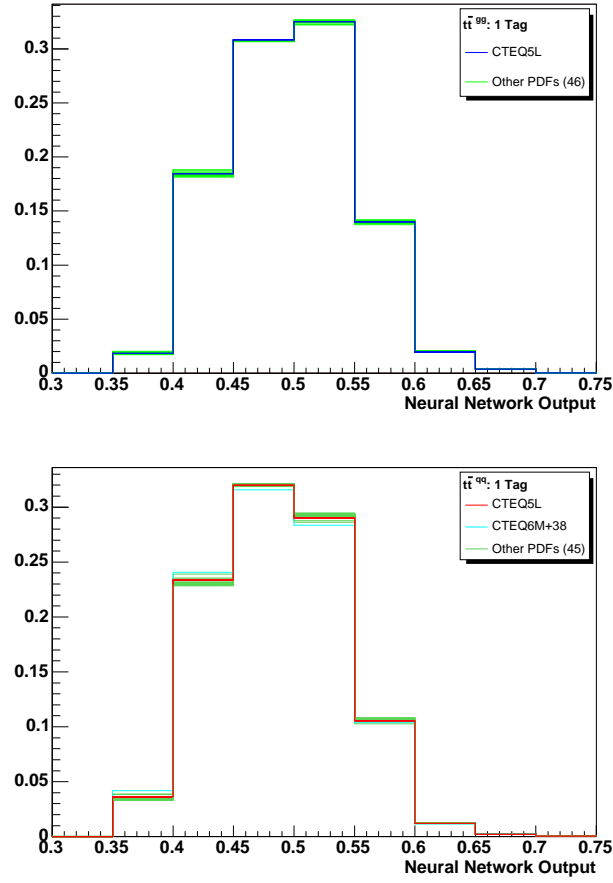 0.3
0.25
0.2
0.15
0.1
0.05
0
0.3 0.35 0.4 0.45 0.5 0.55 0.6 0.65 0.7 0.75
Neural Network Output
tt̄ gg: 1 Tag
CTEQ5L
Other PDFs (46)
0.3
0.25
0.2
0.15
0.1
0.05
0
0.3 0.35 0.4 0.45 0.5 0.55 0.6 0.65 0.7 0.75
Neural Network Output
tt̄ qq: 1 Tag
CTEQ5L
CTEQ6M+38
Other PDFs (45)